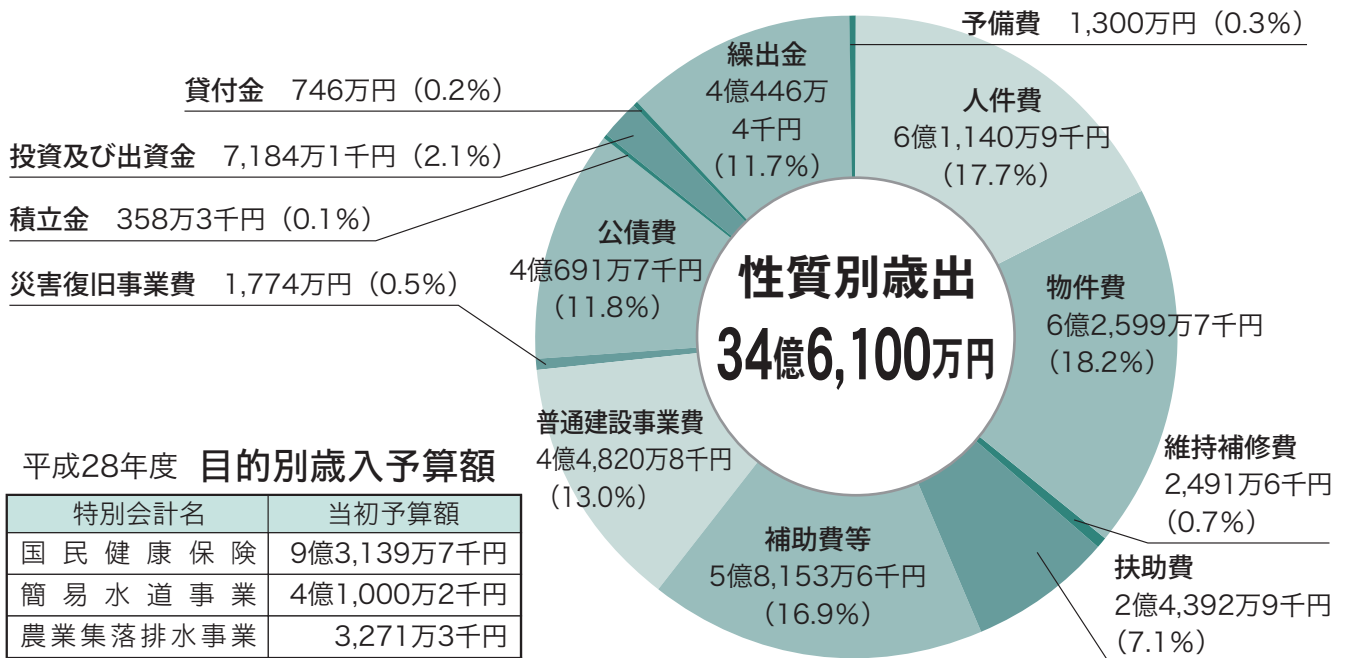 予備費 1,300万円(0.3%)
人件費
6億1,140万9千円
(17.7%)
物件費
6億2,599万7千円
(18.2%)
維持補修費
2,491万6千円
(0.7%)
扶助費
2億4,392万9千円
(7.1%)
補助費等
5億8,153万6千円
(16.9%)
普通建設事業費
4億4,820万8千円
(13.0%)
災害復旧事業費 1,774万円(0.5%)
公債費
4億691万7千円
(11.8%)
積立金 358万3千円(0.1%)
投資及び出資金 7,184万1千円(2.1%)
貸付金 746万円(0.2%)
繰出金
4億446万
4千円
(11.7%)
性質別歳出
34億6,100万円
平成28年度 目的別歳入予算額
特別会計名 当初予算額
国民健康保険 9億3,139万7千円
簡易水道事業 4億1,000万2千円
農業集落排水事業 3,271万3千円